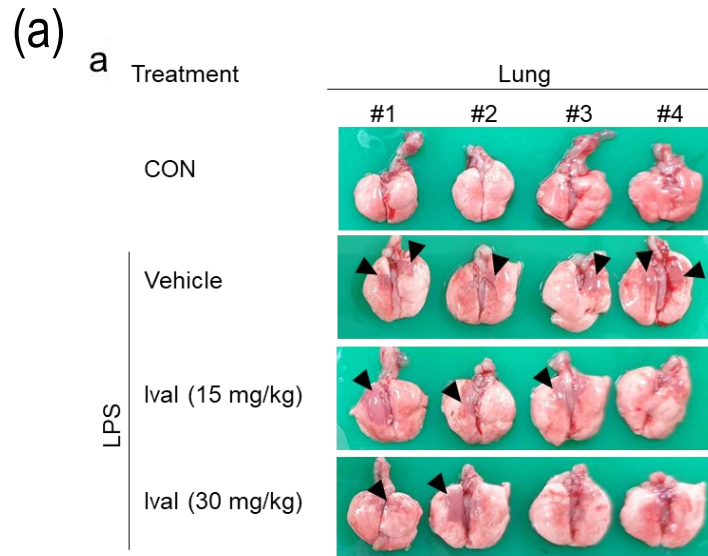 (a)
a
Treatment Lung
#1 #2 #3 #4
CON
Vehicle
Ival (15 mg/kg)
Ival (30 mg/kg)
LPS